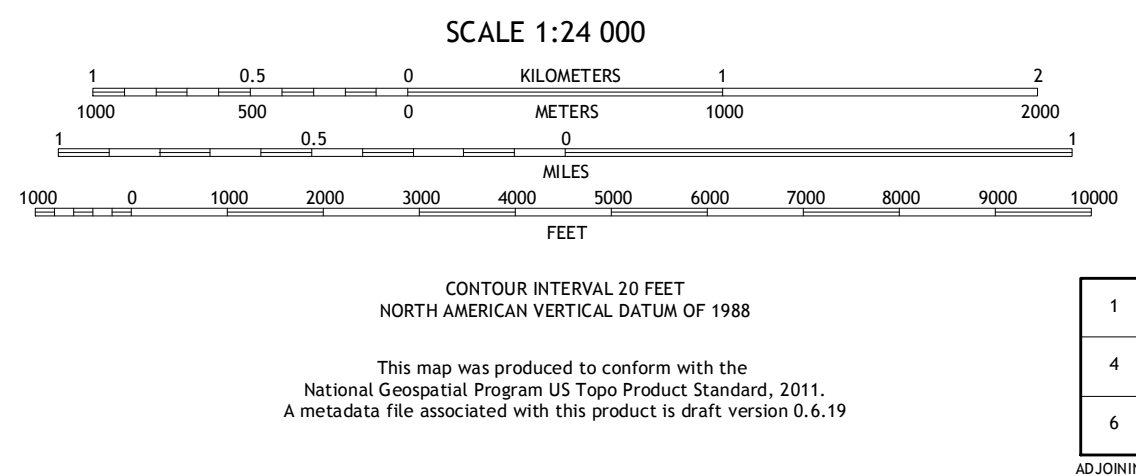 SCALE 1:24 000
1 0.5 0 KILOMETERS 1 2
1000 500 0 METERS 1000 2000
1 0.5 0 1
MILES
1000 0 1000 2000 3000 4000 5000 6000 7000 8000 9000 10000
FEET
CONTOUR INTERVAL 20 FEET
NORTH AMERICAN VERTICAL DATUM OF 1988
This map was produced to conform with the
National Geospatial Program US Topo Product Standard, 2011.
A metadata file associated with this product is draft version 0.6.19
1
4
6
ADJOININ